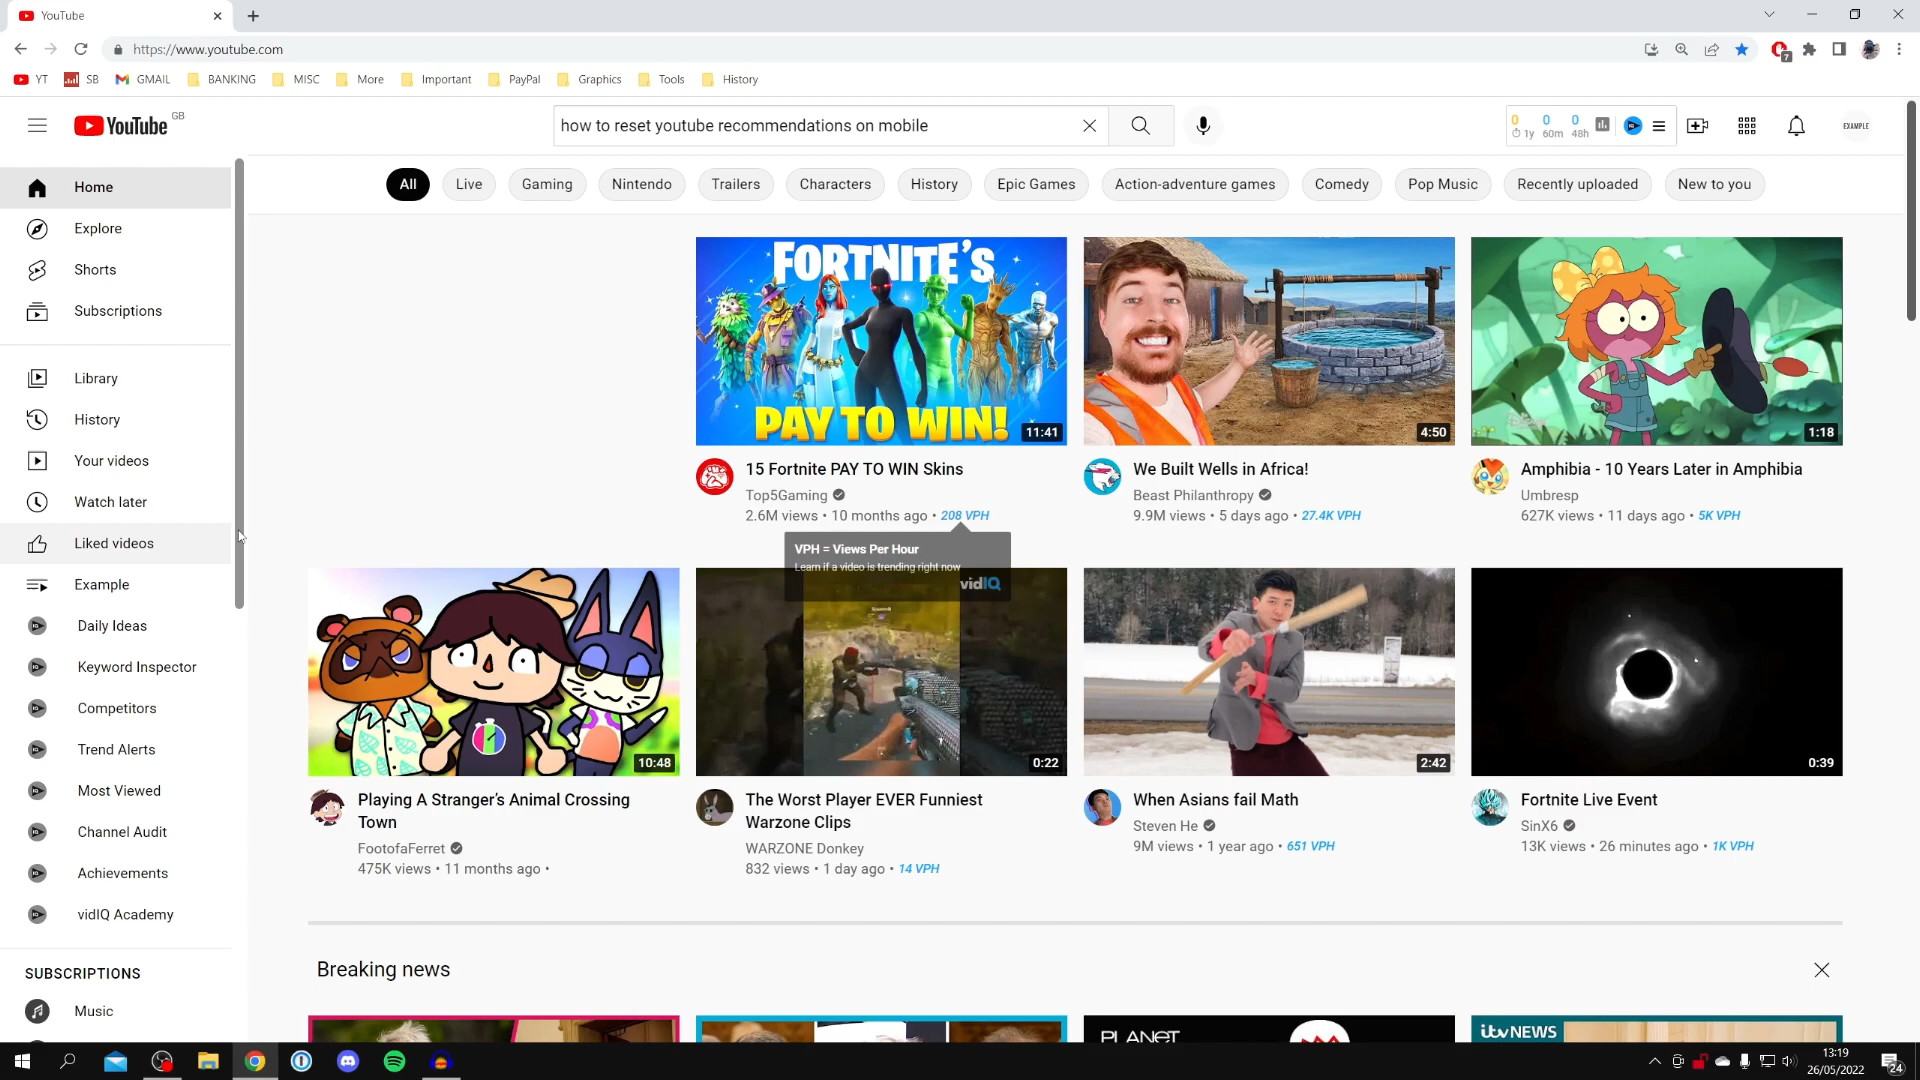 YouTube
https://www.youtube.com
7
YT
SB
GMAIL
BANKING
MISC
More
Important
PayPal
Graphics
Tools
History
YouTube
GB
how to reset youtube recommendations on mobile
0 0 0
1y 60m 48h
EXAMPLE
Home
Explore
Shorts
Subscriptions
Library
History
Your videos
Watch later
Liked videos
Example
Daily Ideas
Keyword Inspector
Competitors
Trend Alerts
Most Viewed
Channel Audit
Achievements
vidIQ Academy
SUBSCRIPTIONS
Music
All
Live
Gaming
Nintendo
Trailers
Characters
History
Epic Games
Action-adventure games
Comedy
Pop Music
Recently uploaded
New to you
FORTNITE'S
PAY TO WIN!
11:41
15 Fortnite PAY TO WIN Skins
Top5Gaming
2.6M views • 10 months ago • 208 VPH
VPH = Views Per Hour
Learn if a video is trending right now
vidIQ
4:50
We Built Wells in Africa!
Beast Philanthropy
9.9M views • 5 days ago • 27.4K VPH
1:18
Amphibia - 10 Years Later in Amphibia
Umbresp
627K views • 11 days ago • 5K VPH
10:48
Playing A Stranger's Animal Crossing
Town
FootofaFerret
475K views • 11 months ago •
0:22
The Worst Player EVER Funniest
Warzone Clips
WARZONE Donkey
832 views • 1 day ago • 14 VPH
2:42
When Asians fail Math
Steven He
9M views • 1 year ago • 651 VPH
0:39
Fortnite Live Event
SinX6
13K views • 26 minutes ago • 1K VPH
Breaking news
PLANET
itv NEWS
13:19
26/05/2022
24